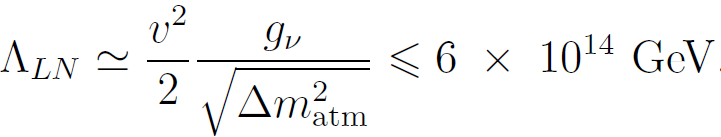 Λ_{LN} ≃ \frac{v^2}{2} \frac{g_ν}{\sqrt{Δm^2_{atm}}} ⩽ 6 × 10^{14} GeV.